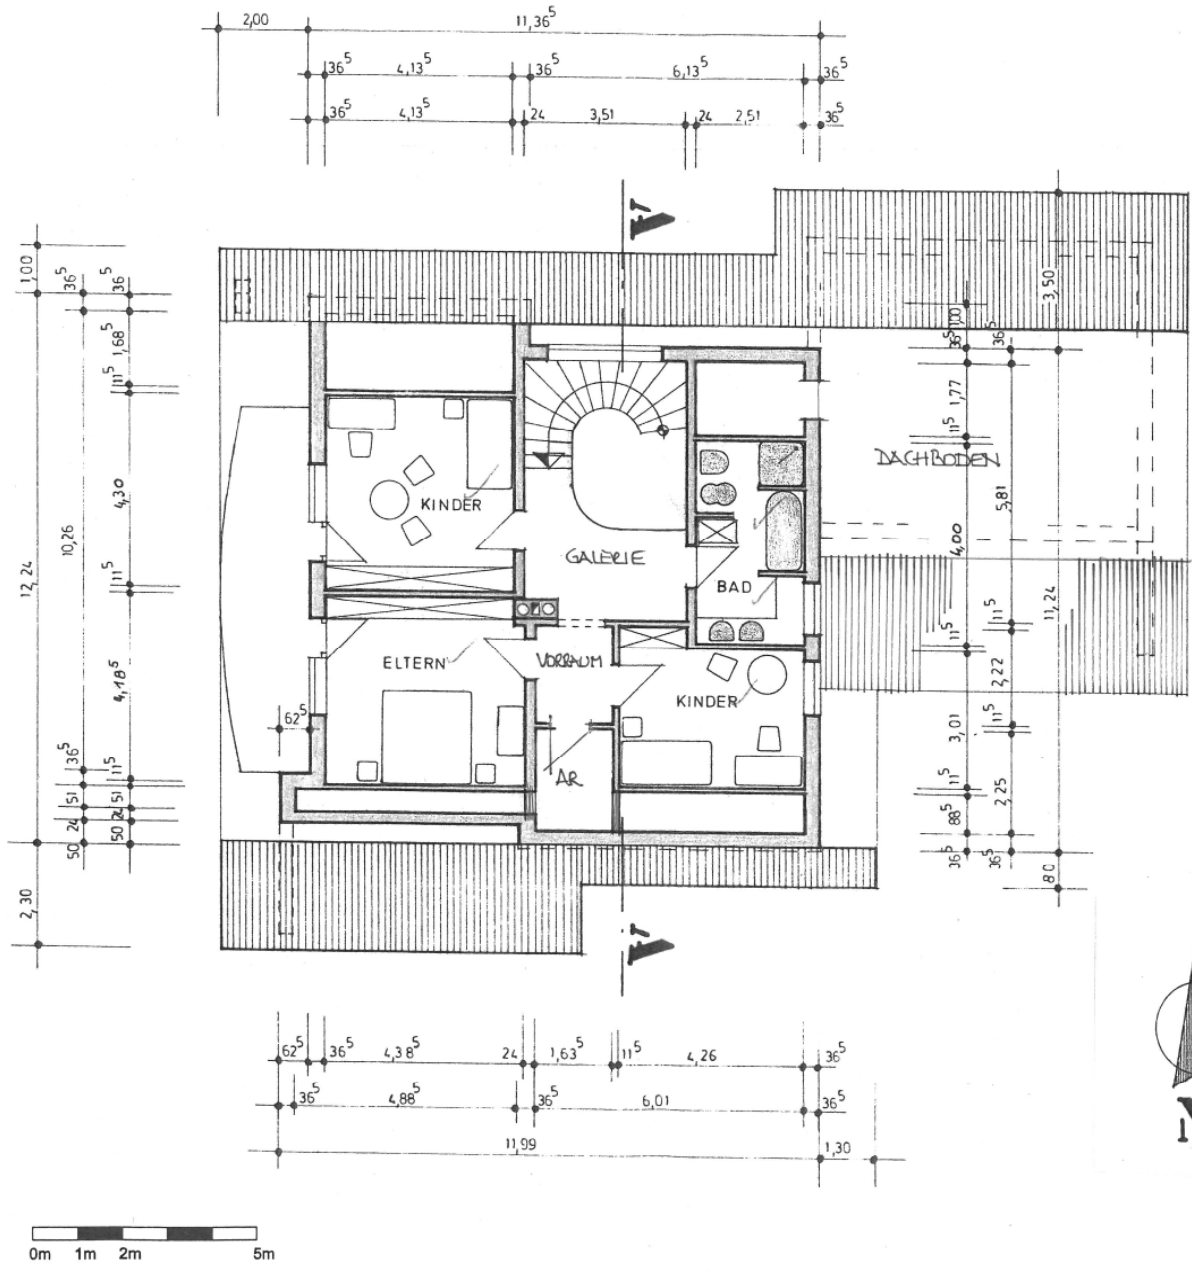 2,00 11,36⁵
36⁵ 4,13⁵ 36⁵ 6,13⁵ 36⁵
36⁵ 4,13⁵ 24 3,51 24 2,51 36⁵
1,00 36⁵ 36⁵
1,68⁵
11⁵
4,30
10,26
12,24
11⁵
4,18⁵
36⁵ 11⁵
51 51
24 24
50 50
2,30
62⁵
KINDER
GALERIE
BAD
ELTERN
VORRAUM
KINDER
AR
DACHBODEN
3,50
1,00
36⁵ 36⁵
1,77
11⁵
5,81
4,00
11,24
11⁵
11⁵
2,22
11⁵
3,01
2,25
11⁵
88⁵
36⁵ 36⁵
80
62⁵ 36⁵ 4,38⁵ 24 1,63⁵ 11⁵ 4,26 36⁵
36⁵ 4,88⁵ 36⁵ 6,01 36⁵
11,99 1,30
0m 1m 2m 5m